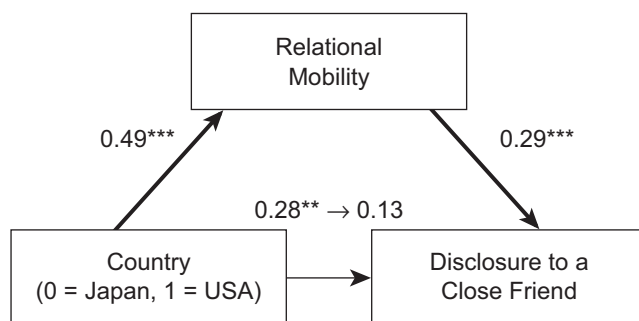 Relational
Mobility
0.49***
0.29***
0.28** → 0.13
Country
(0 = Japan, 1 = USA)
Disclosure to a
Close Friend